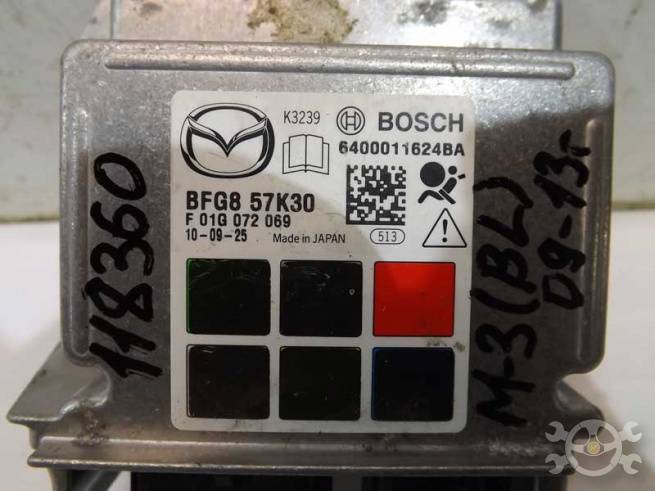 K3239
BOSCH
6400011624BA
BFG8 57K30
F 01G 072 069
10-09-25 Made in JAPAN
513
118360
M-3(BL)
09-13г